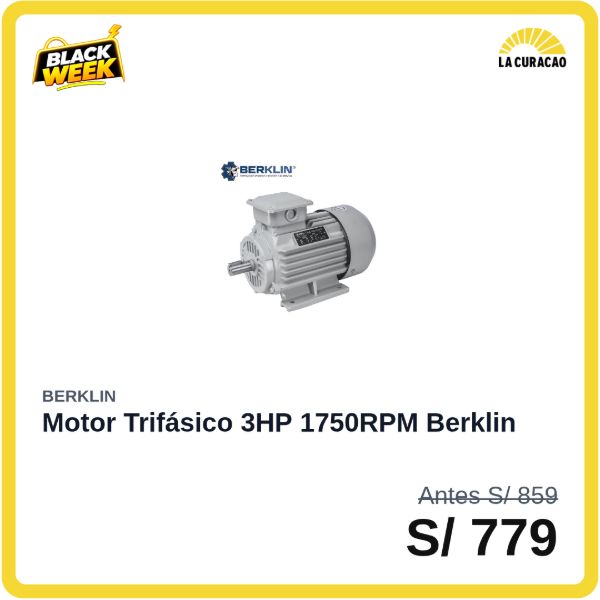 BLACK
WEEK
LA CURACAO
BERKLIN
BERKLIN
Motor Trifásico 3HP 1750RPM Berklin
Antes S/ 859
S/ 779